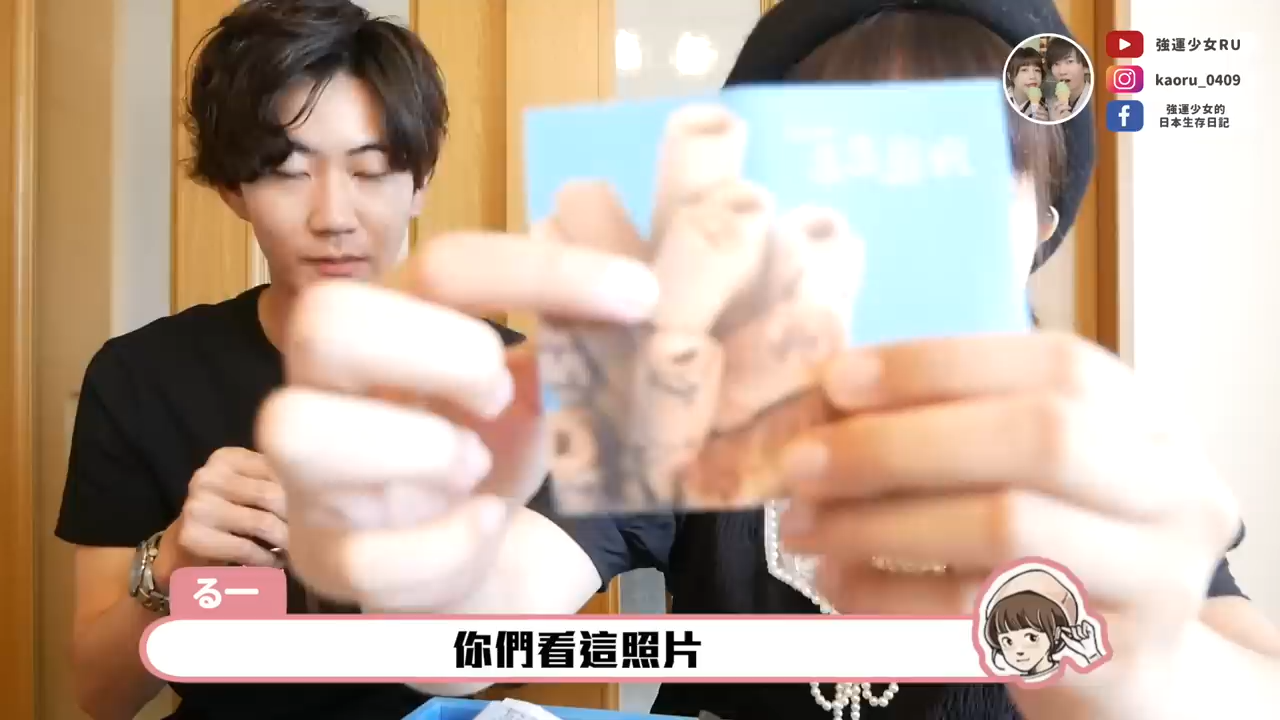 強運少女RU
kaoru_0409
強運少女的
日本生存日記
るー
你們看這照片